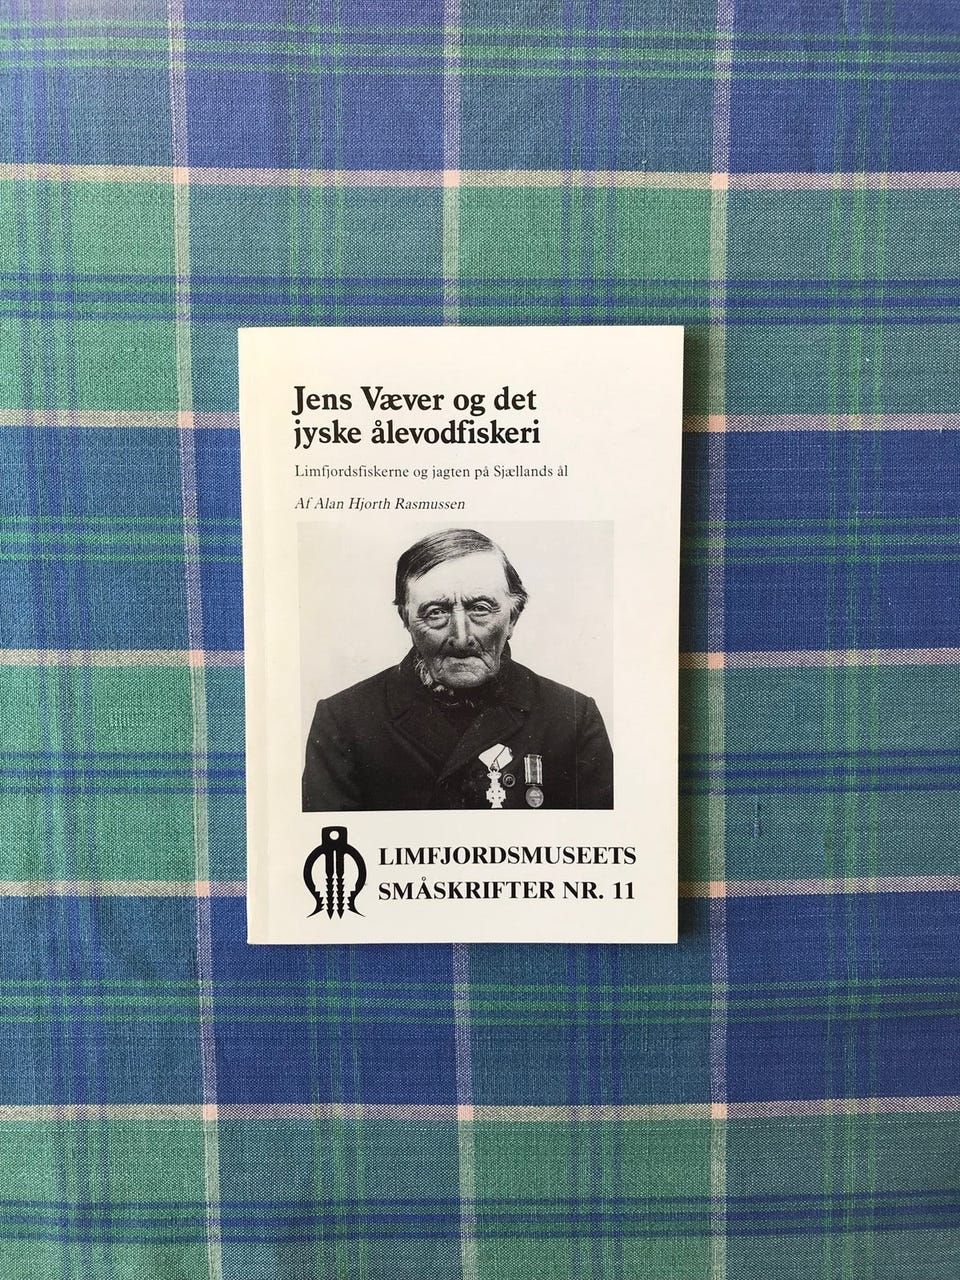 Jens Væver og det
jyske ålevodfiskeri
Limfjordsfiskerne og jagten på Sjællands ål
Af Alan Hjorth Rasmussen
LIMFJORDSMUSEETS
SMÅSKRIFTER NR. 11